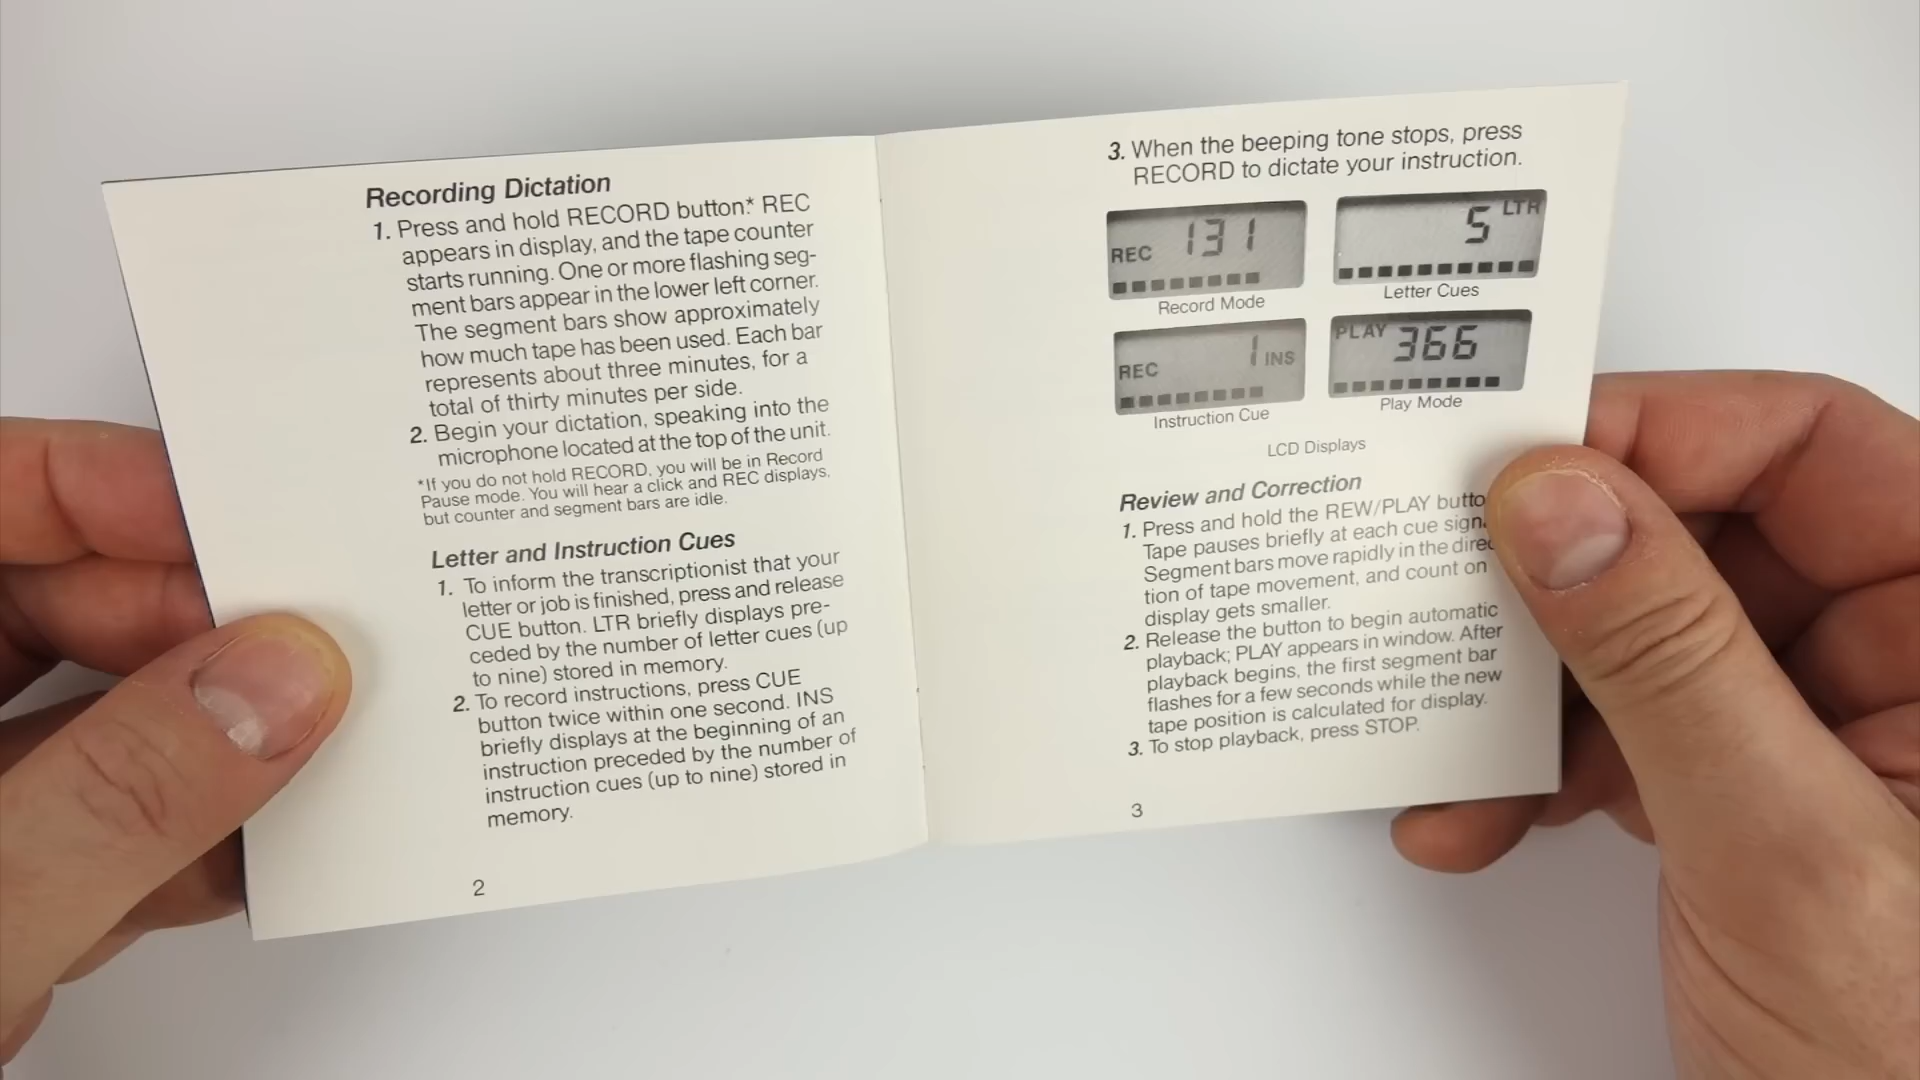 Recording Dictation
1. Press and hold RECORD button.* REC
appears in display, and the tape counter
starts running. One or more flashing seg-
ment bars appear in the lower left corner.
The segment bars show approximately
how much tape has been used. Each bar
represents about three minutes, for a
total of thirty minutes per side.
2. Begin your dictation, speaking into the
microphone located at the top of the unit.
*If you do not hold RECORD, you will be in Record
Pause mode. You will hear a click and REC displays,
but counter and segment bars are idle.
Letter and Instruction Cues
1. To inform the transcriptionist that your
letter or job is finished, press and release
CUE button. LTR briefly displays pre-
ceded by the number of letter cues (up
to nine) stored in memory.
2. To record instructions, press CUE
button twice within one second. INS
briefly displays at the beginning of an
instruction preceded by the number of
instruction cues (up to nine) stored in
memory.
2
3. When the beeping tone stops, press
RECORD to dictate your instruction.
REC 131
Record Mode
5 LTR
Letter Cues
REC 1 INS
Instruction Cue
PLAY 366
Play Mode
LCD Displays
Review and Correction
1. Press and hold the REW/PLAY
Tape pauses briefly at each cue
Segment bars move rapidly in the
tion of tape movement, and count on
display gets smaller.
2. Release the button to begin automatic
playback; PLAY appears in window. After
playback begins, the first segment bar
flashes for a few seconds while the new
tape position is calculated for display.
3. To stop playback, press STOP.
3